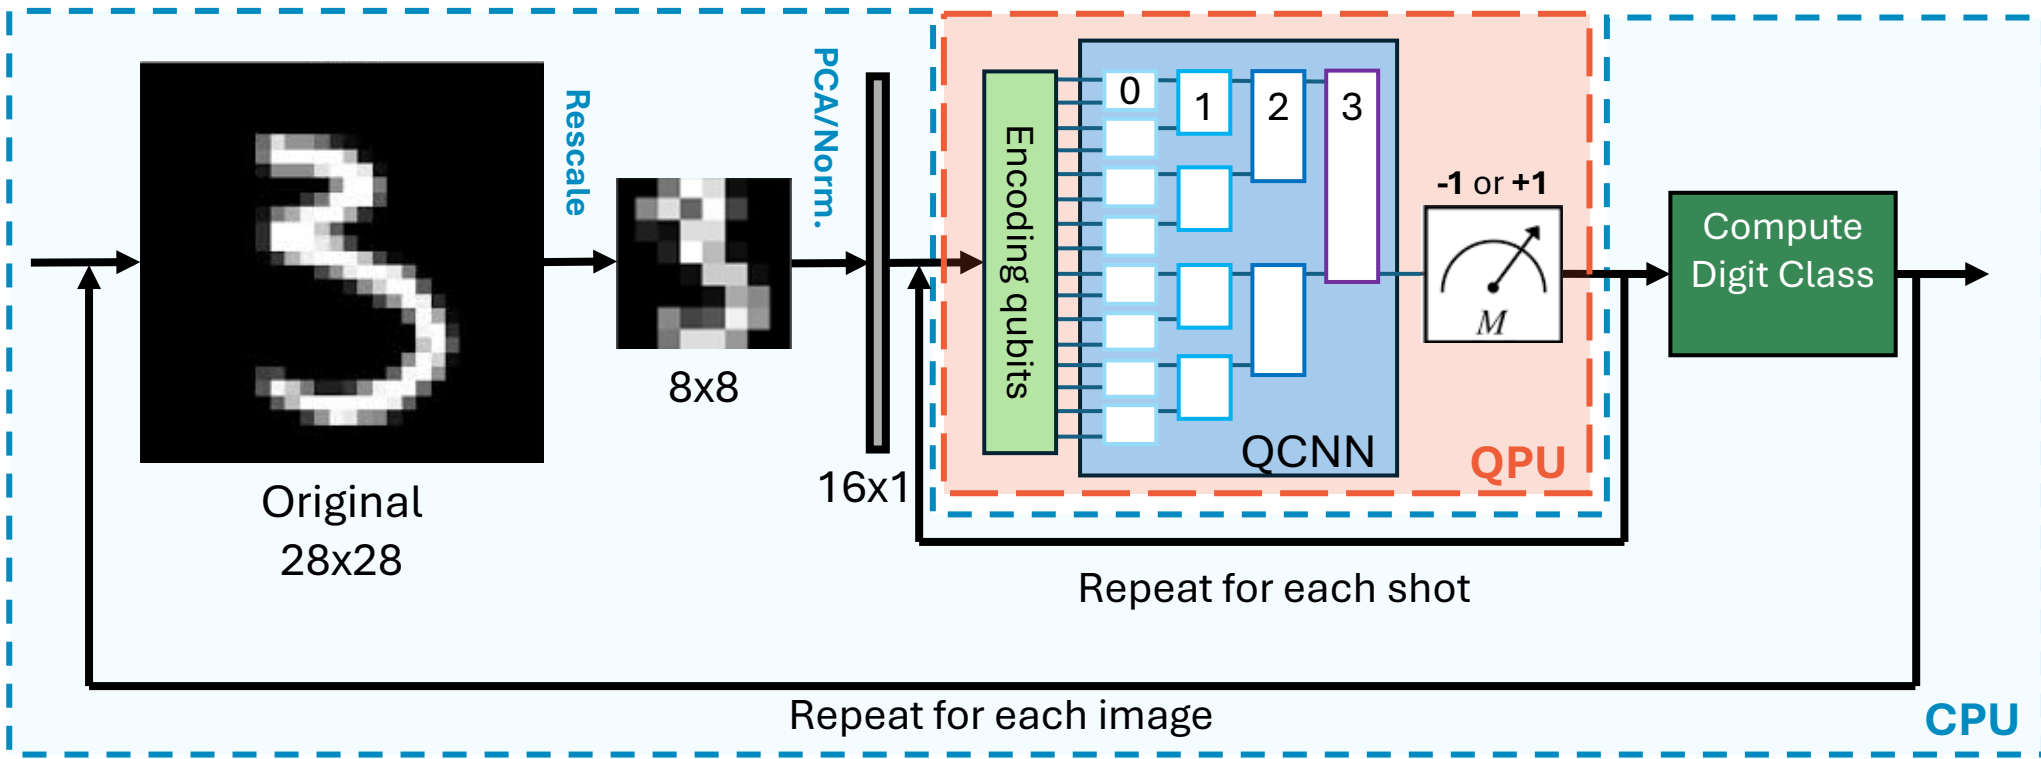 Original
28x28
Rescale
8x8
PCA/Norm.
16x1
Encoding qubits
0
1
2
3
QCNN
-1 or +1
M
QPU
Compute
Digit Class
Repeat for each shot
Repeat for each image
CPU